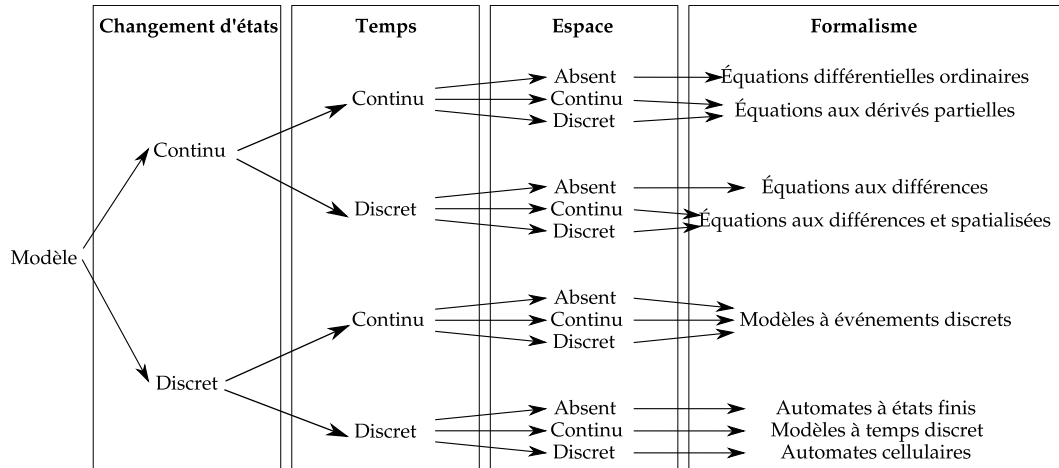 Changement d'états Temps Espace Formalisme
Absent Équations différentielles ordinaires
Continu Continu
Équations aux dérivés partielles
Discret
Continu
Absent Équations aux différences
Discret Continu
Équations aux différences et spatialisées
Discret
Modèle
Absent
Continu Continu Modèles à événements discrets
Discret
Discret
Absent Automates à états finis
Discret Continu Modèles à temps discret
Discret Automates cellulaires